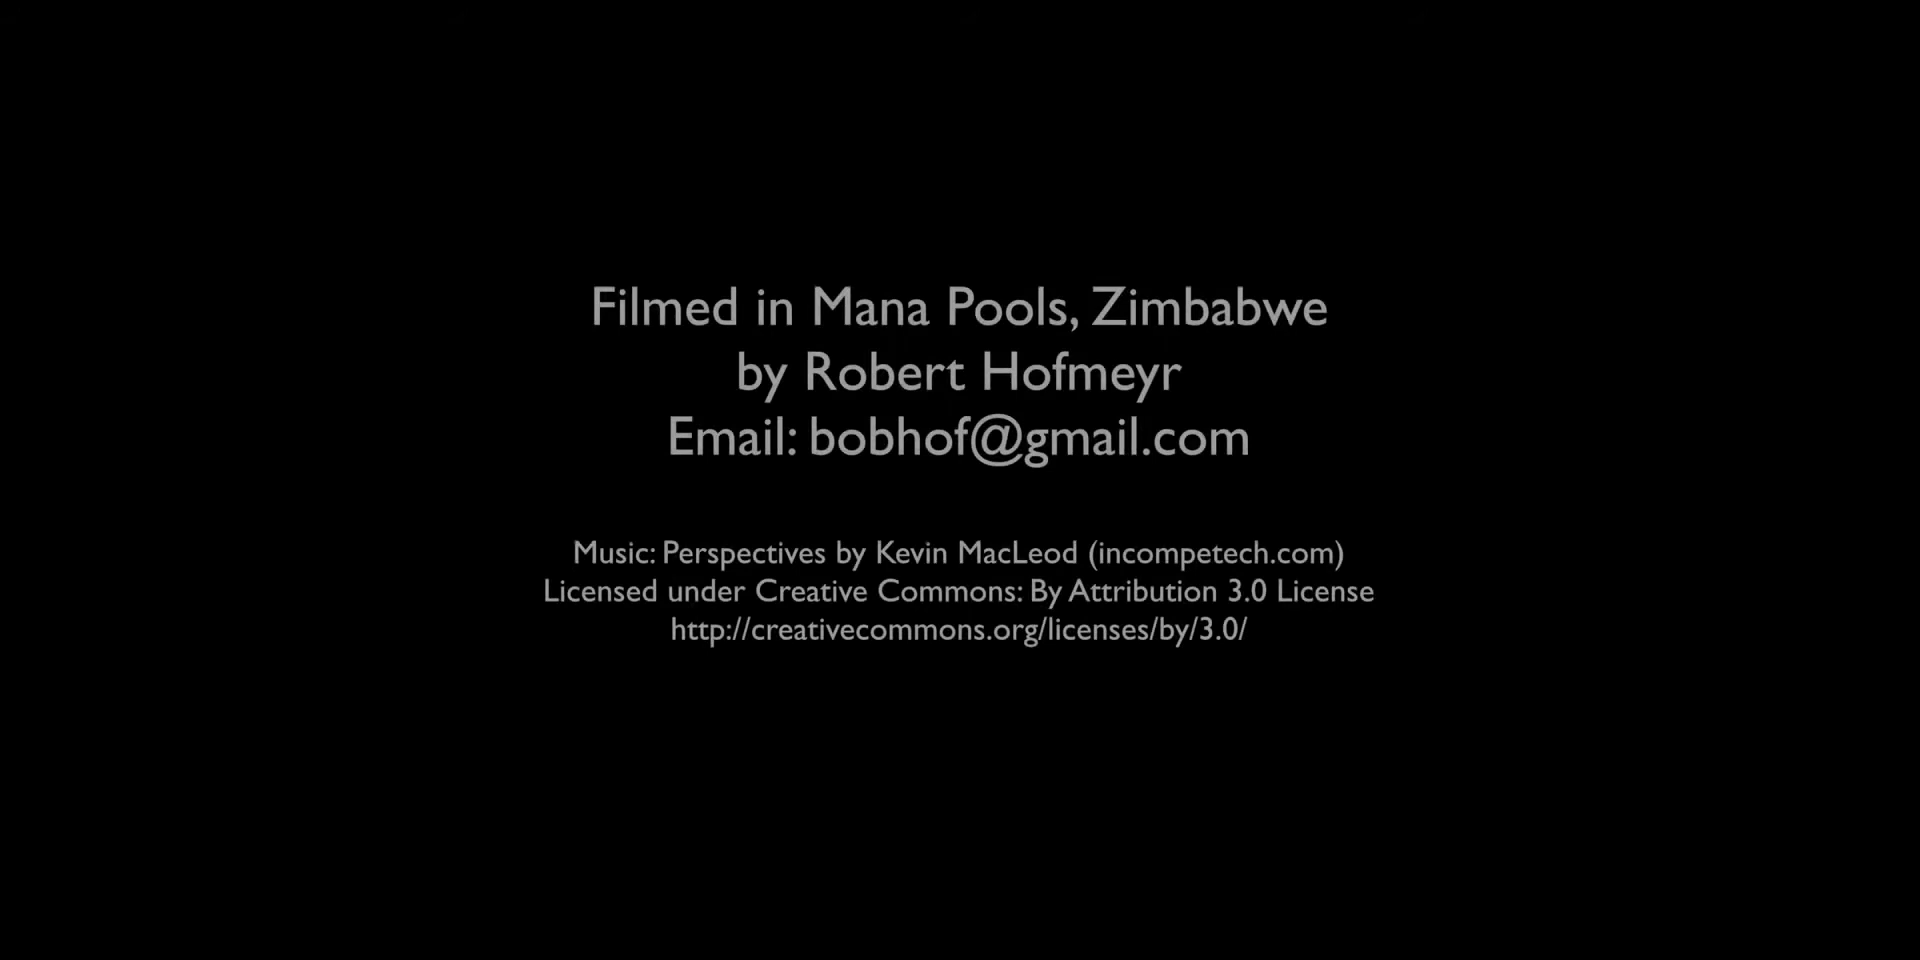 Filmed in Mana Pools, Zimbabwe
by Robert Hofmeyr
Email: bobhof@gmail.com
Music: Perspectives by Kevin MacLeod (incompetech.com)
Licensed under Creative Commons: By Attribution 3.0 License
http://creativecommons.org/licenses/by/3.0/